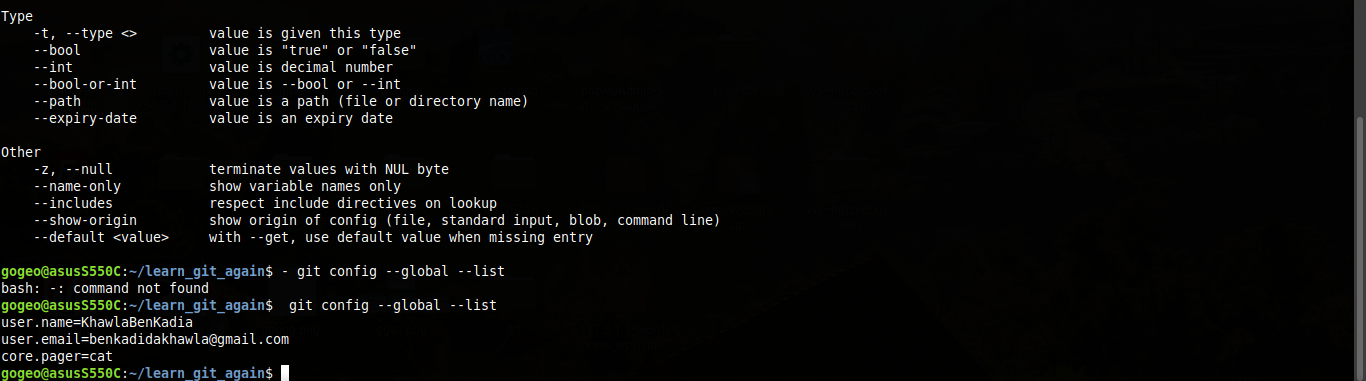 Type
    -t, --type <>         value is given this type
    --bool                value is "true" or "false"
    --int                 value is decimal number
    --bool-or-int         value is --bool or --int
    --path                value is a path (file or directory name)
    --expiry-date         value is an expiry date

Other
    -z, --null            terminate values with NUL byte
    --name-only           show variable names only
    --includes            respect include directives on lookup
    --show-origin         show origin of config (file, standard input, blob, command line)
    --default <value>     with --get, use default value when missing entry

gogeo@asusS550C:~/learn_git_again$ - git config --global --list
bash: -: command not found
gogeo@asusS550C:~/learn_git_again$  git config --global --list
user.name=KhawlaBenKadia
user.email=benkadidakhawla@gmail.com
core.pager=cat
gogeo@asusS550C:~/learn_git_again$